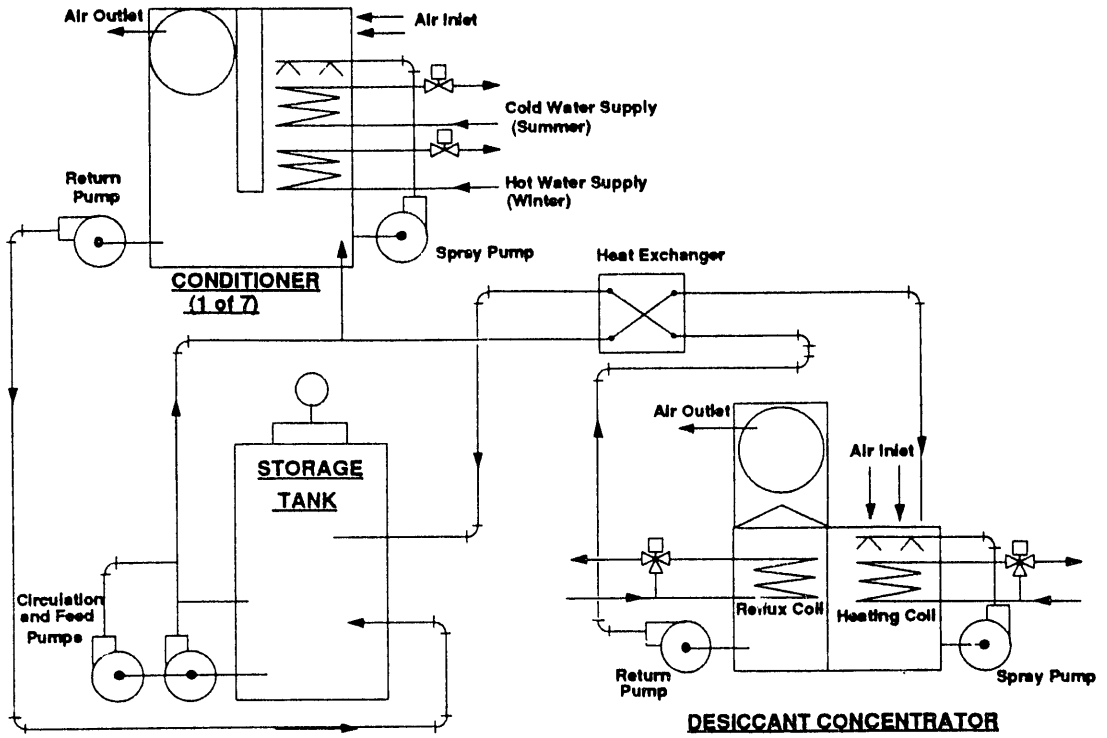 Air Outlet
Air Inlet
Cold Water Supply
(Summer)
Return
Pump
Hot Water Supply
(Winter)
Spray Pump
CONDITIONER
(1 of 7)
Heat Exchanger
Air Outlet
Air Inlet
STORAGE
TANK
Circulation
and Feed
Pumps
Reflux Coil
Heating Coil
Return
Pump
Spray Pump
DESICCANT CONCENTRATOR